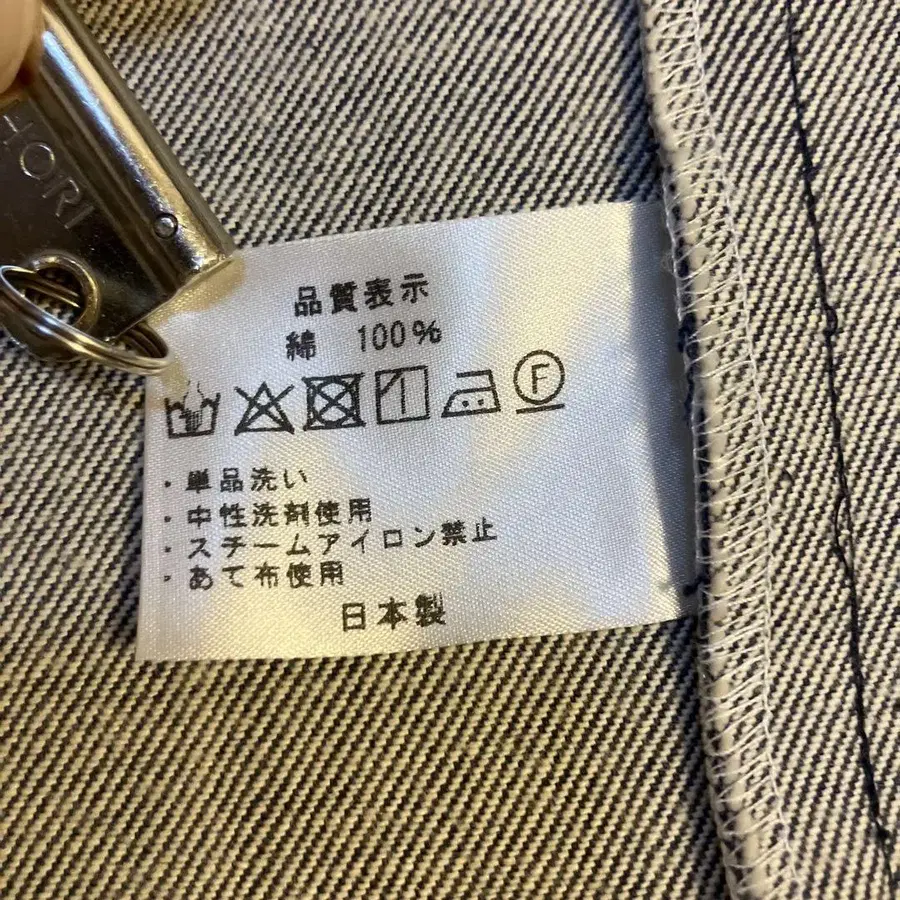 HORI
品質表示
綿 100%
F
・単品洗い
・中性洗剤使用
・スチームアイロン禁止
・あて布使用
日本製